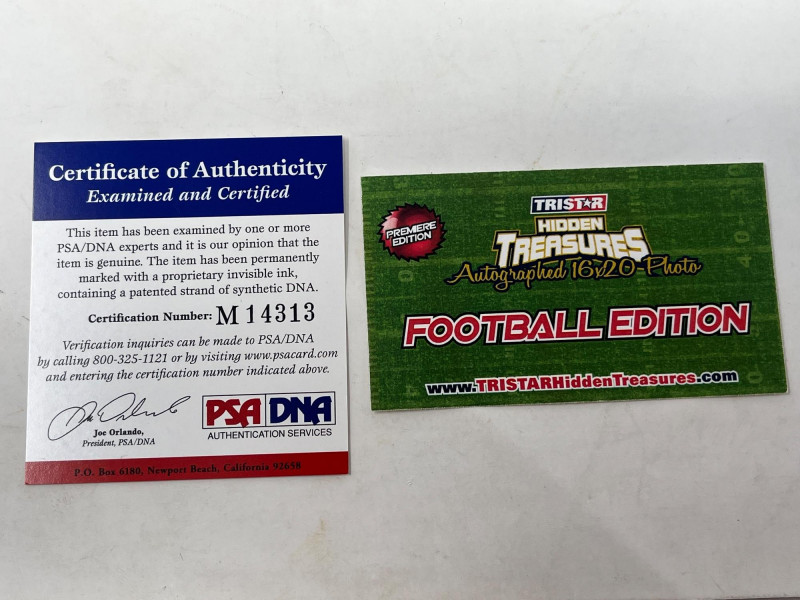 Certificate of Authenticity
Examined and Certified
This item has been examined by one or more
PSA/DNA experts and it is our opinion that the
item is genuine. The item has been permanently
marked with a proprietary invisible ink,
containing a patented strand of synthetic DNA.
Certification Number: M 14313
Verification inquiries can be made to PSA/DNA
by calling 800-325-1121 or by visiting www.psacard.com
and entering the certification number indicated above.
Joe Orlando,
President, PSA/DNA
PSA DNA
AUTHENTICATION SERVICES
P.O. Box 6180, Newport Beach, California 92658
PREMIERE
EDITION
TRISTAR
HIDDEN
TREASURES
Autographed 16x20 Photo
FOOTBALL EDITION
www.TRISTARHiddenTreasures.com